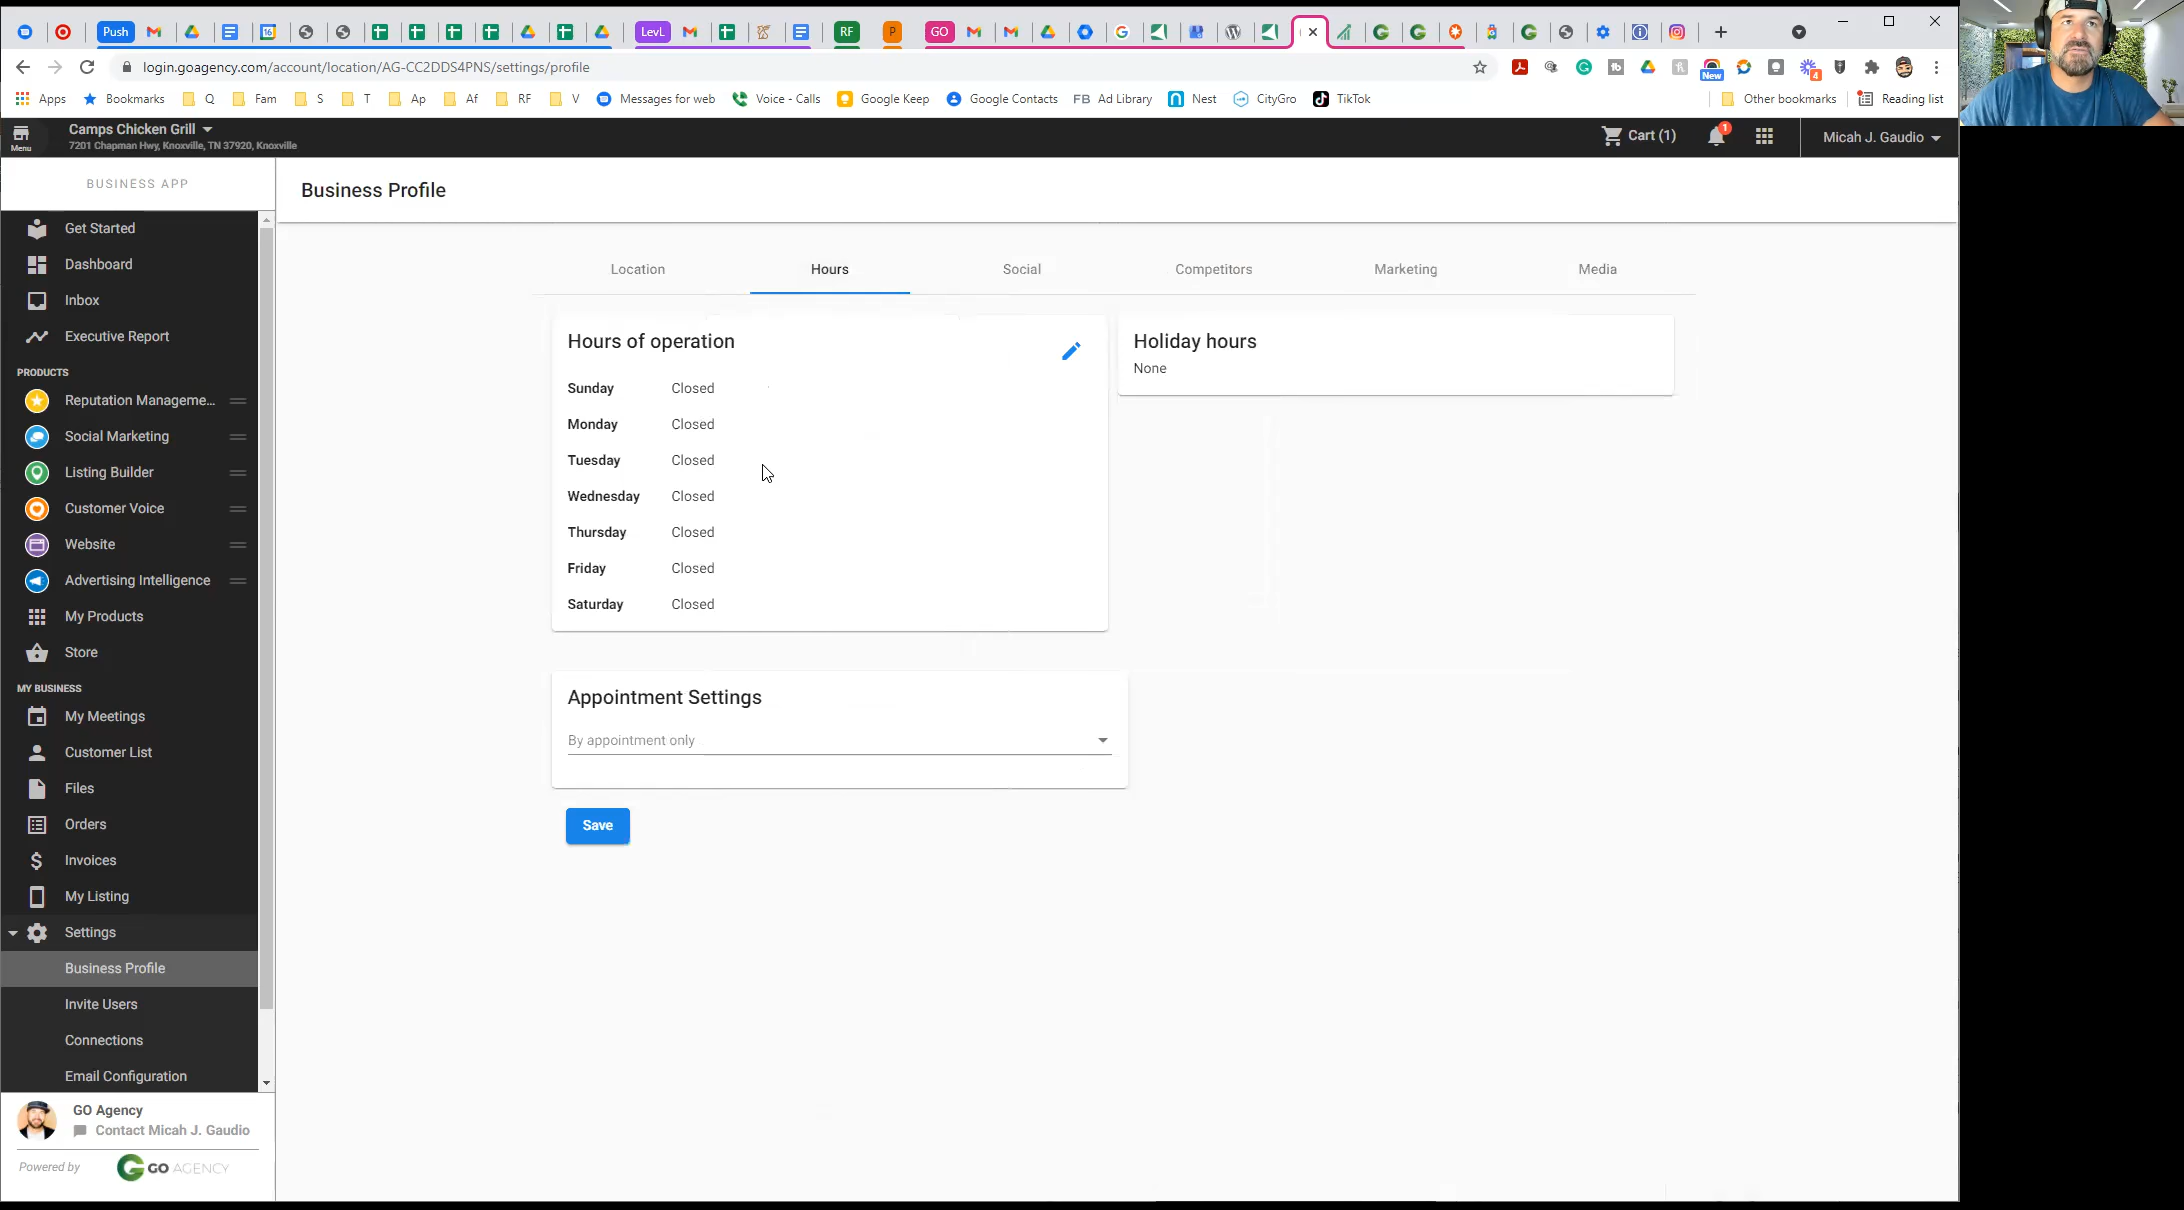 Push
LevL
RF
P
GO
login.goagency.com/account/location/AG-CC2DDS4PNS/settings/profile
New
4
Apps
Bookmarks
Q
Fam
S
T
Ap
Af
RF
V
Messages for web
Voice - Calls
Google Keep
Google Contacts
FB Ad Library
Nest
CityGro
TikTok
Other bookmarks
Reading list
Menu
Camps Chicken Grill
7201 Chapman Hwy, Knoxville, TN 37920, Knoxville
Cart (1)
1
Micah J. Gaudio
BUSINESS APP
Business Profile
Get Started
Dashboard
Inbox
Executive Report
PRODUCTS
Reputation Manageme...
Social Marketing
Listing Builder
Customer Voice
Website
Advertising Intelligence
My Products
Store
MY BUSINESS
My Meetings
Customer List
Files
Orders
Invoices
My Listing
Settings
Business Profile
Invite Users
Connections
Email Configuration
GO Agency
Contact Micah J. Gaudio
Powered by
GO AGENCY
Location
Hours
Social
Competitors
Marketing
Media
Hours of operation
Sunday Closed
Monday Closed
Tuesday Closed
Wednesday Closed
Thursday Closed
Friday Closed
Saturday Closed
Holiday hours
None
Appointment Settings
By appointment only
Save